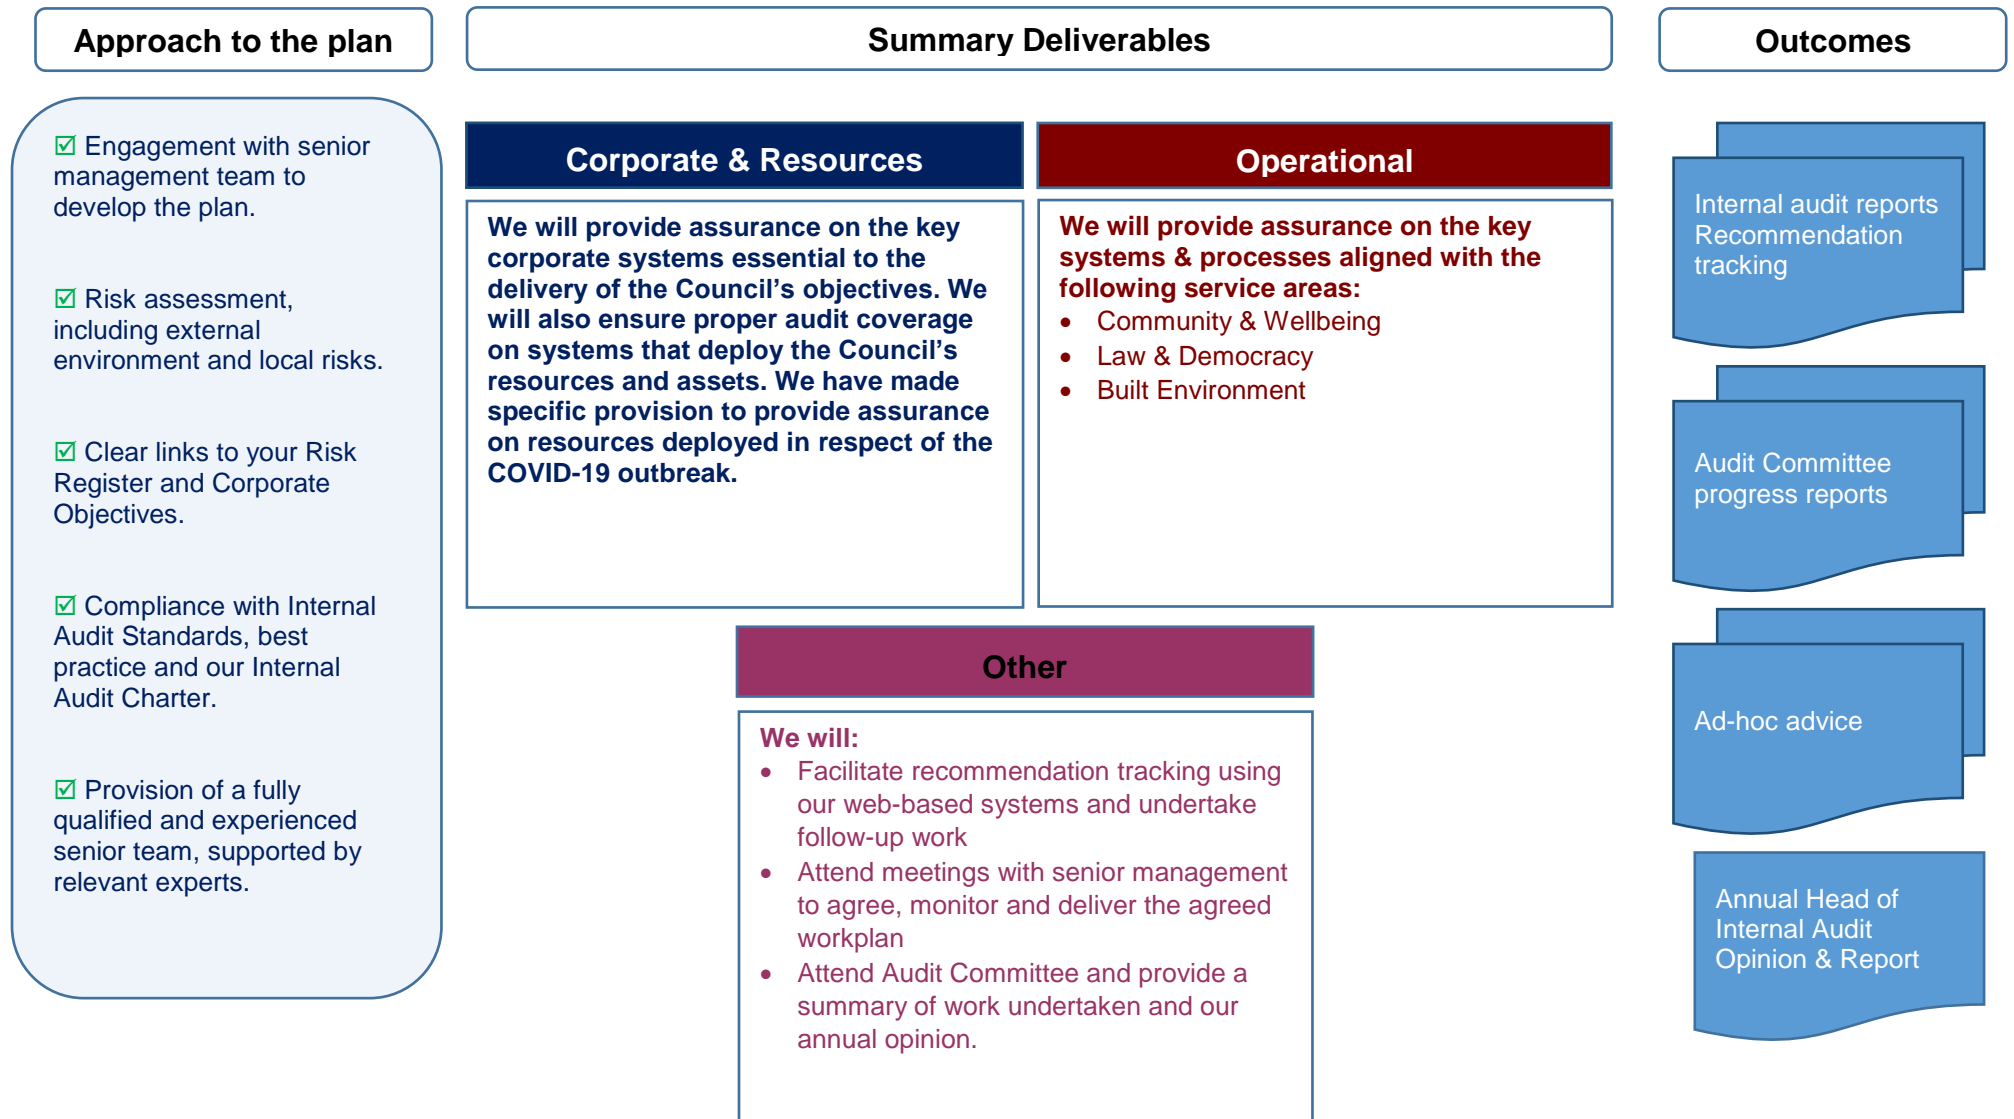 Approach to the plan
☑ Engagement with senior
management team to
develop the plan.
☑ Risk assessment,
including external
environment and local risks.
☑ Clear links to your Risk
Register and Corporate
Objectives.
☑ Compliance with Internal
Audit Standards, best
practice and our Internal
Audit Charter.
☑ Provision of a fully
qualified and experienced
senior team, supported by
relevant experts.
Summary Deliverables
Corporate & Resources
We will provide assurance on the key
corporate systems essential to the
delivery of the Council’s objectives. We
will also ensure proper audit coverage
on systems that deploy the Council’s
resources and assets. We have made
specific provision to provide assurance
on resources deployed in respect of the
COVID-19 outbreak.
Operational
We will provide assurance on the key
systems & processes aligned with the
following service areas:
• Community & Wellbeing
• Law & Democracy
• Built Environment
Other
We will:
• Facilitate recommendation tracking using
our web-based systems and undertake
follow-up work
• Attend meetings with senior management
to agree, monitor and deliver the agreed
workplan
• Attend Audit Committee and provide a
summary of work undertaken and our
annual opinion.
Outcomes
Internal audit reports
Recommendation
tracking
Audit Committee
progress reports
Ad-hoc advice
Annual Head of
Internal Audit
Opinion & Report